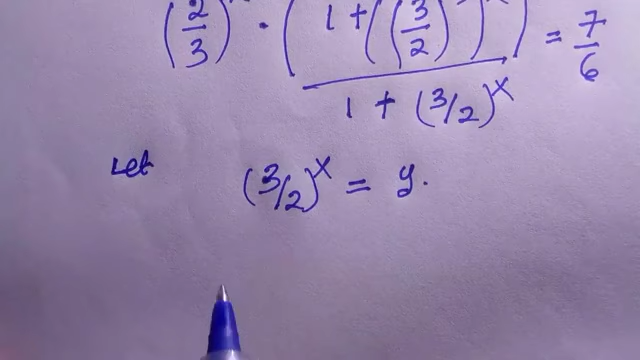 (2/3) · (1 + ((3/2) ) ) / (1 + (3/2)^x) = 7/6
Let (3/2)^x = y.